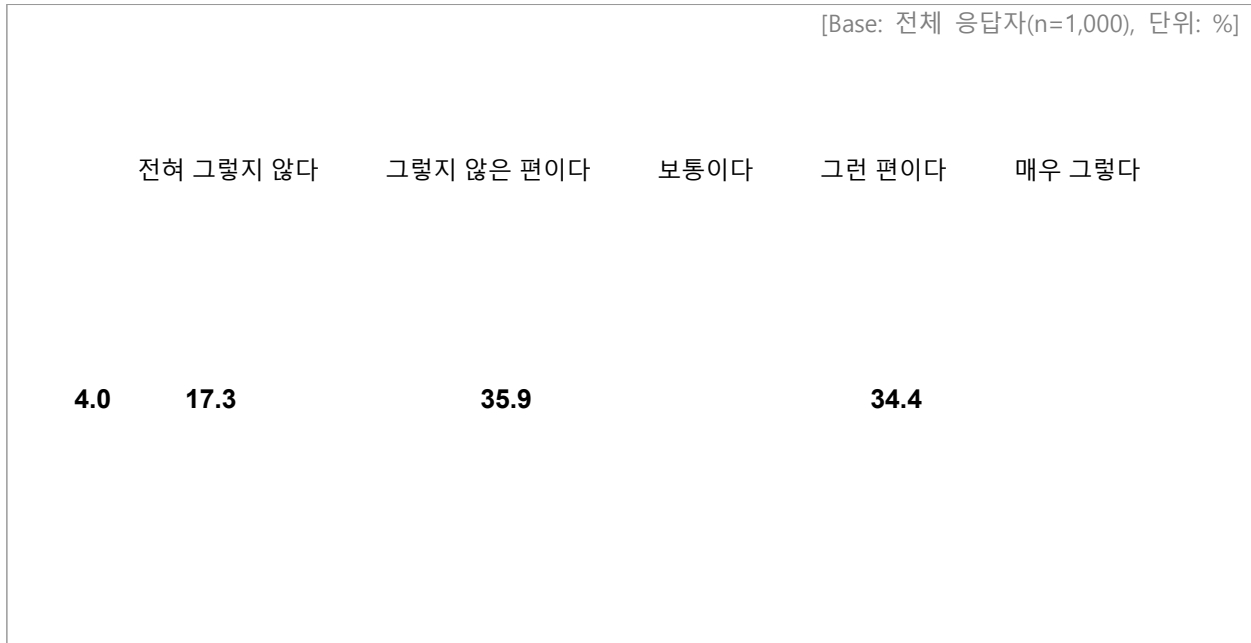 [Base: 전체 응답자(n=1,000), 단위: %]
전혀 그렇지 않다 그렇지 않은 편이다 보통이다 그런 편이다 매우 그렇다
4.0 17.3 35.9 34.4